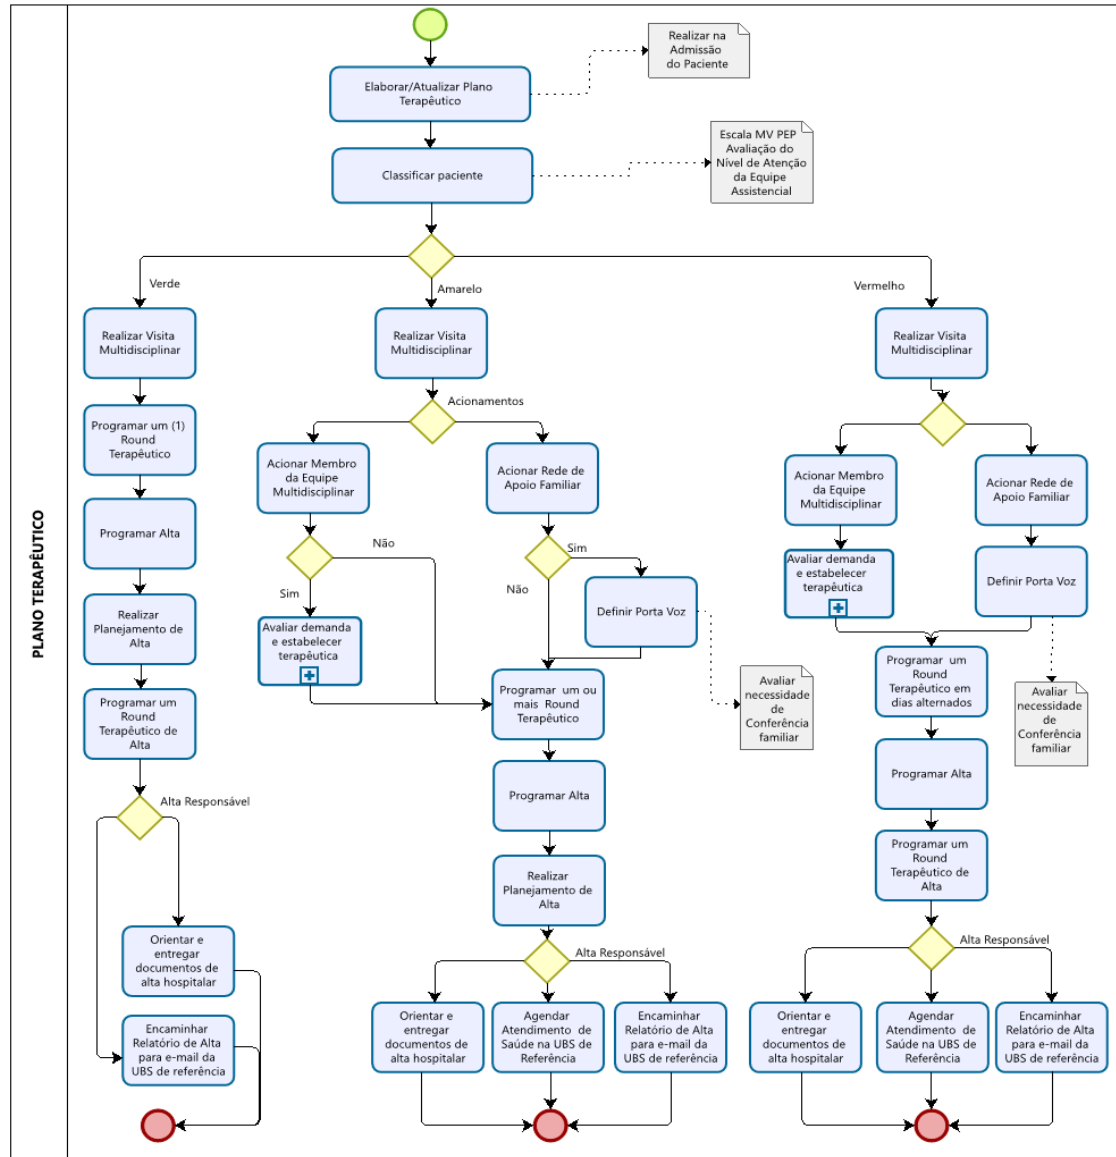 PLANO TERAPÊUTICO
Elaborar/Atualizar Plano
Terapêutico
Realizar na
Admissão
do Paciente
Classificar paciente
Escala MV PEP
Avaliação do
Nível de Atenção
da Equipe
Assistencial
Verde
Amarelo
Vermelho
Realizar Visita
Multidisciplinar
Programar um (1)
Round
Terapêutico
Programar Alta
Realizar
Planejamento de
Alta
Programar um
Round
Terapêutico de
Alta
Alta Responsável
Orientar e
entregar
documentos de
alta hospitalar
Encaminhar
Relatório de Alta
para e-mail da
UBS de referência
Realizar Visita
Multidisciplinar
Acionamentos
Acionar Membro
da Equipe
Multidisciplinar
Não
Sim
Avaliar demanda
e estabelecer
terapêutica
Acionar Rede de
Apoio Familiar
Sim
Não
Definir Porta Voz
Avaliar
necessidade
de
Conferência
familiar
Programar um ou
mais Round
Terapêutico
Programar Alta
Realizar
Planejamento de
Alta
Alta Responsável
Orientar e
entregar
documentos de
alta hospitalar
Agendar
Atendimento de
Saúde na UBS de
Referência
Encaminhar
Relatório de Alta
para e-mail da
UBS de referência
Realizar Visita
Multidisciplinar
Acionar Membro
da Equipe
Multidisciplinar
Avaliar demanda
e estabelecer
terapêutica
Acionar Rede de
Apoio Familiar
Definir Porta Voz
Avaliar
necessidade
de
Conferência
familiar
Programar um
Round
Terapêutico em
dias alternados
Programar Alta
Programar um
Round
Terapêutico de
Alta
Alta Responsável
Orientar e
entregar
documentos de
alta hospitalar
Agendar
Atendimento de
Saúde na UBS de
Referência
Encaminhar
Relatório de Alta
para e-mail da
UBS de referência